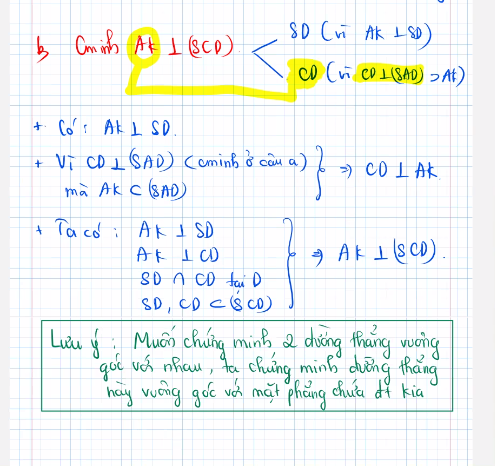 b Cminh AK ⊥ (SCD) < SD (vì AK ⊥ SD)
CD (vì CD ⊥ (SAD) ⊃ AK)
+ Có: AK ⊥ SD.
+ Vì CD ⊥ (SAD) (cminh ở câu a)
mà AK ⊂ (SAD) } => CD ⊥ AK
+ Ta có: AK ⊥ SD
AK ⊥ CD
SD ∩ CD tại D
SD, CD ⊂ (SCD) } => AK ⊥ (SCD).
Lưu ý: Muốn chứng minh 2 đường thẳng vuông
góc với nhau, ta chứng minh đường thẳng
này vuông góc với mặt phẳng chứa đt kia